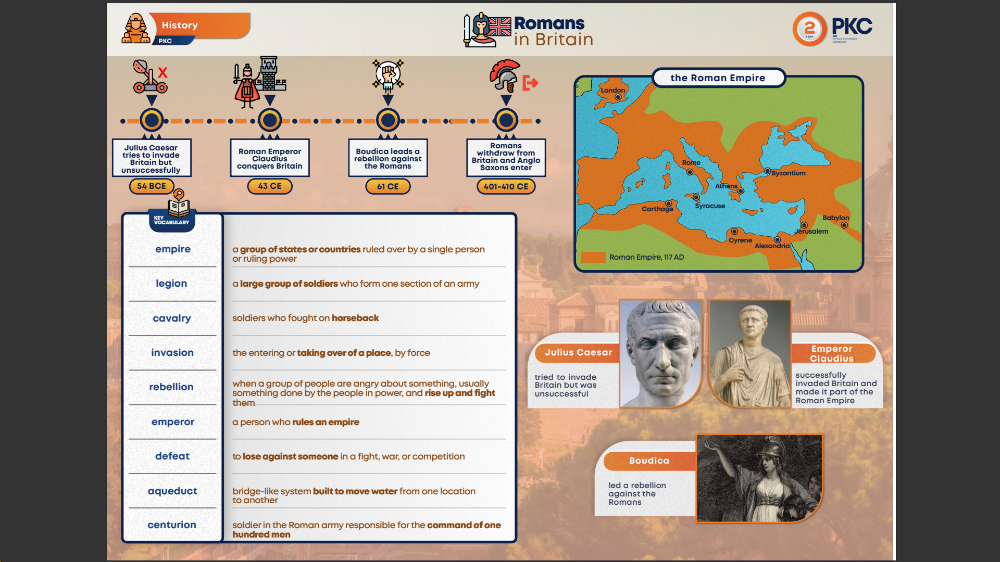 History
PKC
Romans
in Britain
2
YEAR
PKC
Primary Knowledge
Curriculum
X
Julius Caesar
tries to invade
Britain but
unsuccessfully
54 BCE
Roman Emperor
Claudius
conquers Britain
43 CE
Boudica leads a
rebellion against
the Romans
61 CE
Romans
withdraw from
Britain and Anglo
Saxons enter
401-410 CE
the Roman Empire
London
Rome
Byzantium
Athens
Carthage
Syracuse
Babylon
Jerusalem
Cyrene
Alexandria
Roman Empire, 117 AD
KEY
VOCABULARY
empire
a group of states or countries ruled over by a single person
or ruling power
legion
a large group of soldiers who form one section of an army
cavalry
soldiers who fought on horseback
invasion
the entering or taking over of a place, by force
rebellion
when a group of people are angry about something, usually
something done by the people in power, and rise up and fight
them
emperor
a person who rules an empire
defeat
to lose against someone in a fight, war, or competition
aqueduct
bridge-like system built to move water from one location
to another
centurion
soldier in the Roman army responsible for the command of one
hundred men
Julius Caesar
tried to invade
Britain but was
unsuccessful
Emperor
Claudius
successfully
invaded Britain and
made it part of the
Roman Empire
Boudica
led a rebellion
against the
Romans